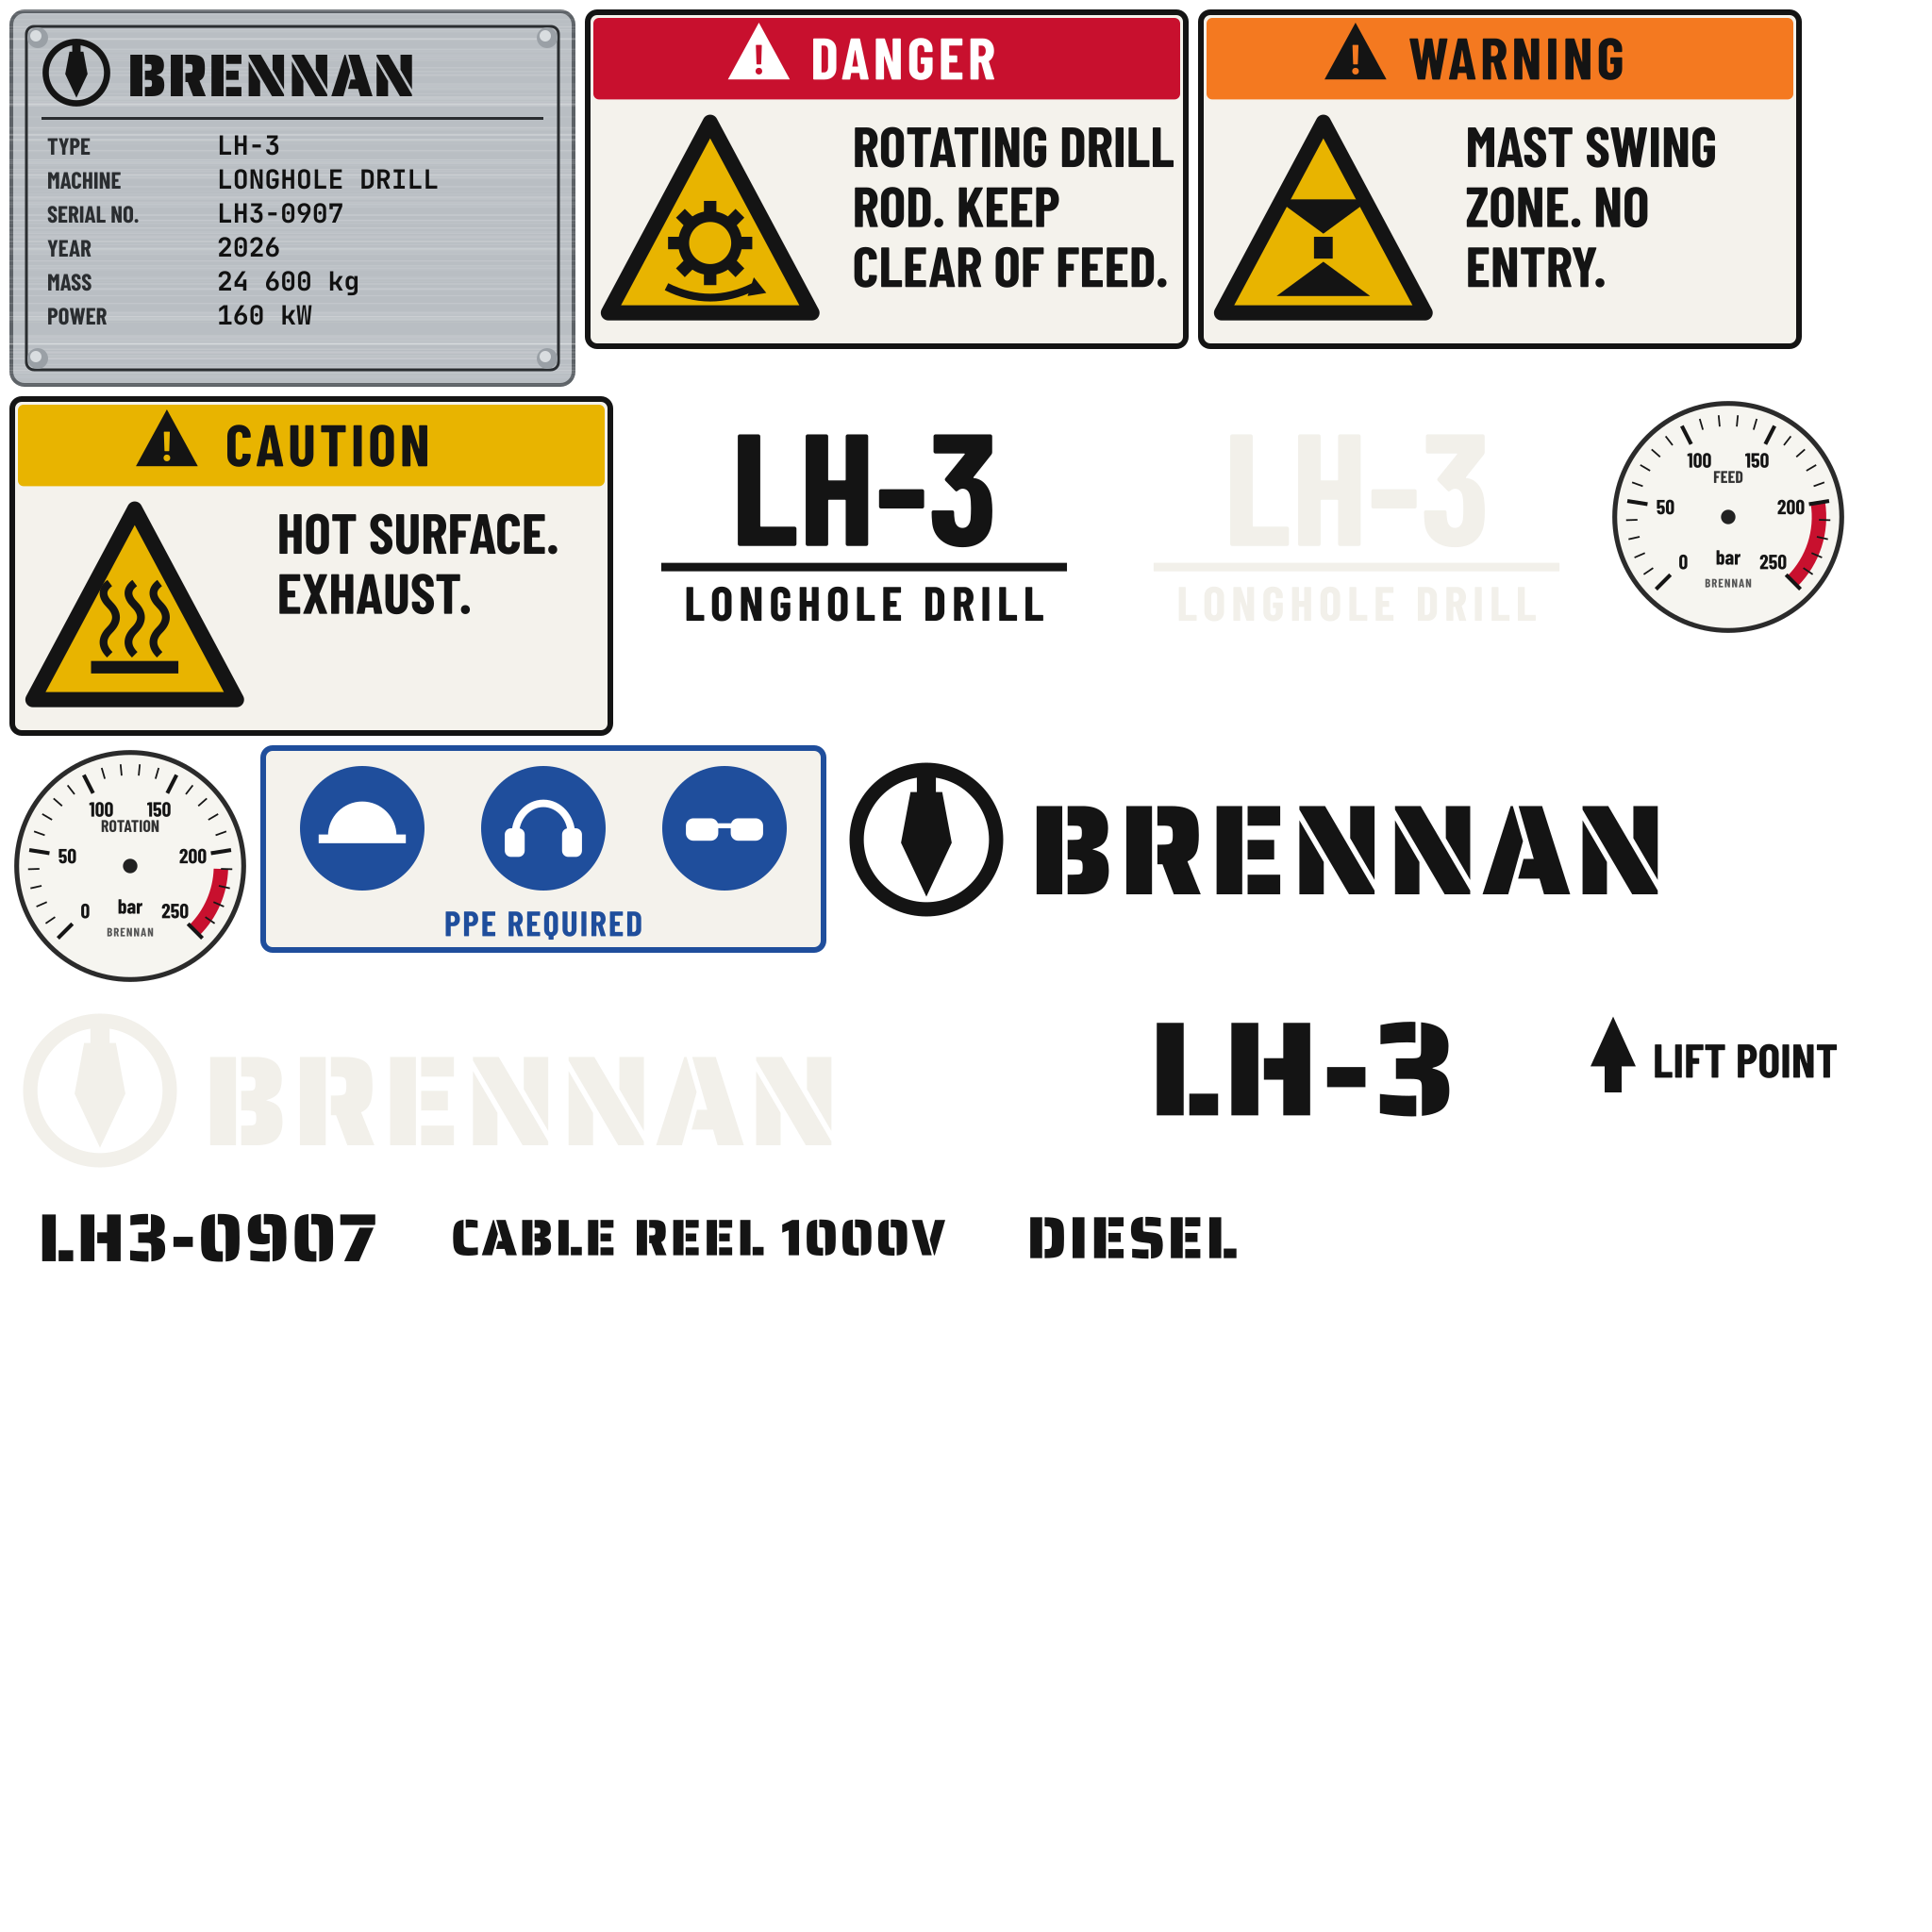 BRENNAN
TYPE LH-3
MACHINE LONGHOLE DRILL
SERIAL NO. LH3-0907
YEAR 2026
MASS 24 600 kg
POWER 160 kW
! DANGER
ROTATING DRILL
ROD. KEEP
CLEAR OF FEED.
! WARNING
MAST SWING
ZONE. NO
ENTRY.
! CAUTION
HOT SURFACE.
EXHAUST.
LH-3
LONGHOLE DRILL
LH-3
LONGHOLE DRILL
100 150
FEED
50 200
0 bar 250
BRENNAN
100 150
ROTATION
50 200
0 bar 250
BRENNAN
PPE REQUIRED
BRENNAN
BRENNAN
LH-3
LIFT POINT
LH3-0907
CABLE REEL 1000V
DIESEL